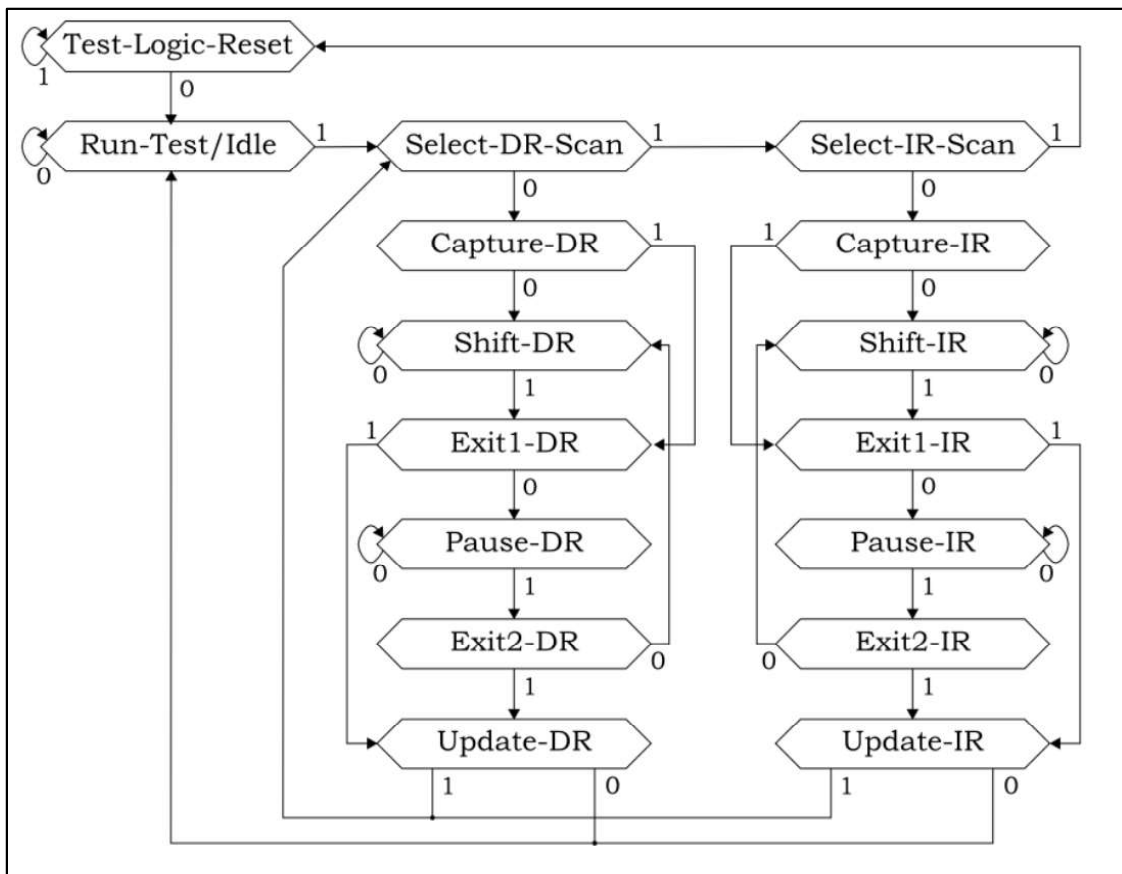 Test-Logic-Reset
1
0
Run-Test/Idle
1
0
Select-DR-Scan
1
0
Select-IR-Scan
1
0
Capture-DR
1
0
1
Capture-IR
0
Shift-DR
0
1
Shift-IR
0
1
1
Exit1-DR
0
Exit1-IR
1
0
Pause-DR
0
1
Pause-IR
0
1
Exit2-DR
0
1
Exit2-IR
0
1
Update-DR
1
0
Update-IR
1
0